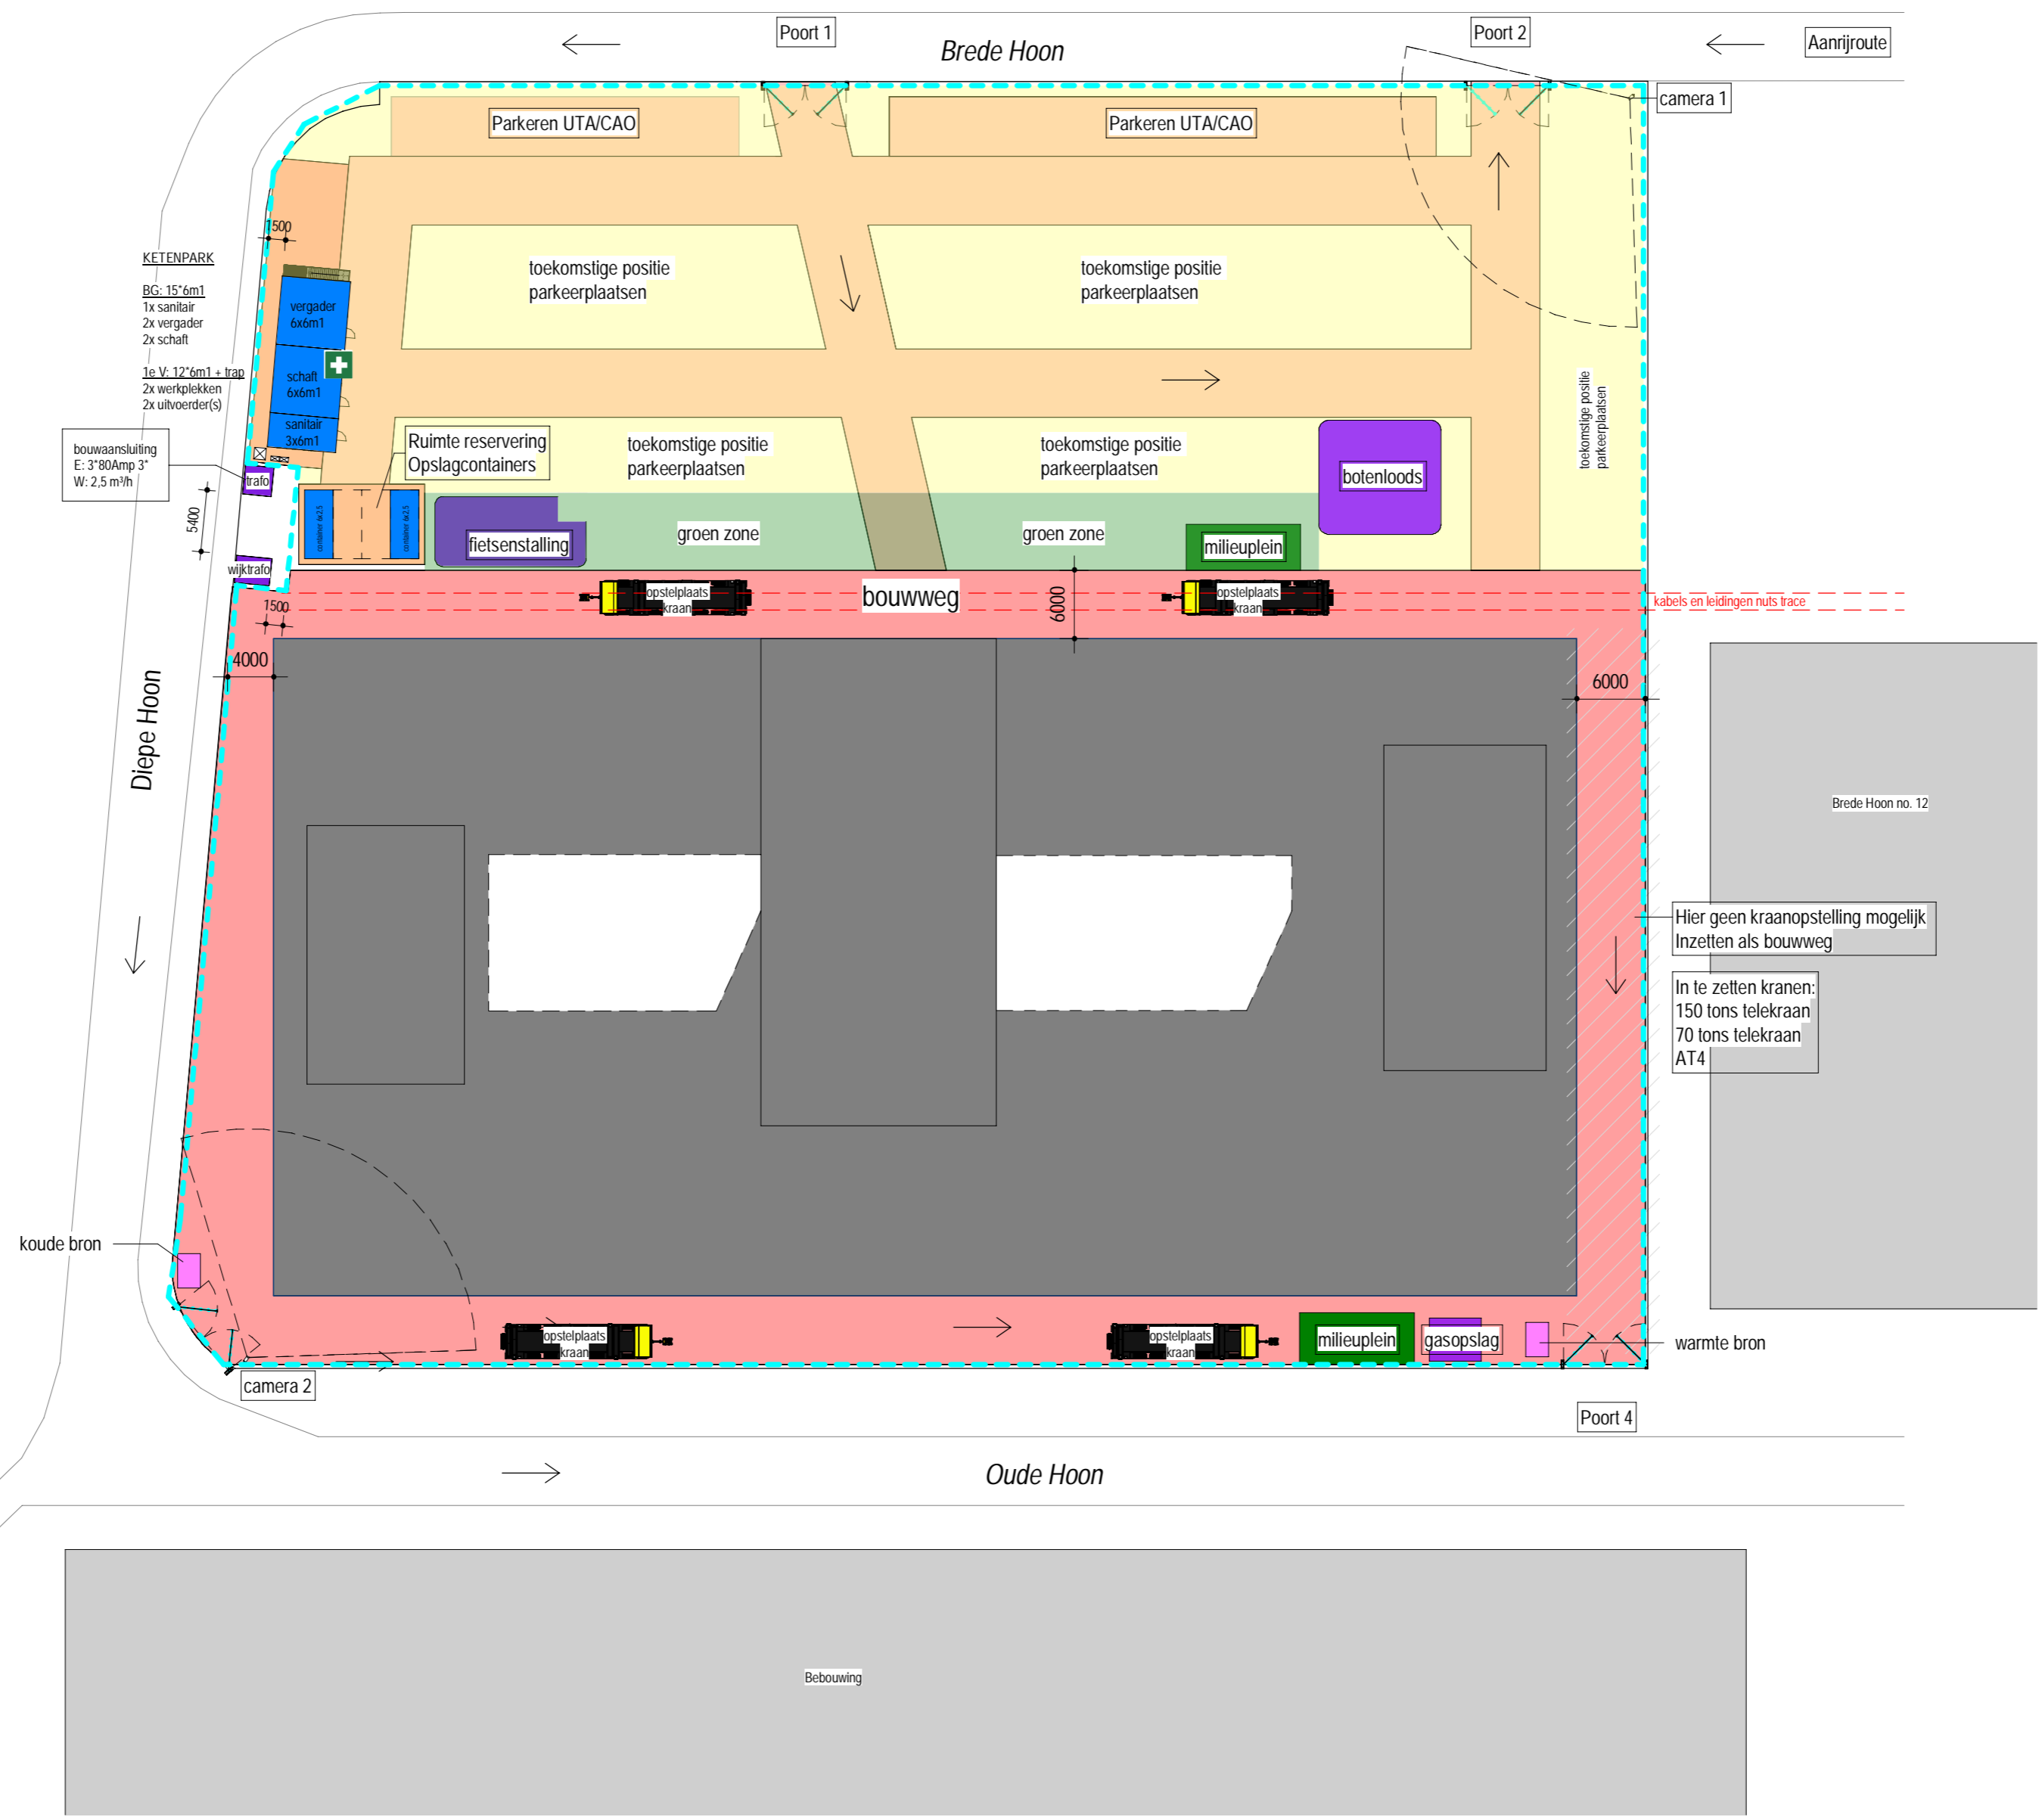 Poort 1
Brede Hoon
Poort 2
Aanrijroute
camera 1
Parkeren UTA/CAO
Parkeren UTA/CAO
1500
KETENPARK
BG: 15*6m1
1x sanitair
2x vergader
2x schaft
1e V: 12*6m1 + trap
2x werkplekken
2x uitvoerder(s)
vergader
6x6m1
schaft
6x6m1
sanitair
3x6m1
toekomstige positie
parkeerplaatsen
toekomstige positie
parkeerplaatsen
toekomstige positie
parkeerplaatsen
bouwaansluiting
E: 3*80Amp 3*
W: 2,5 m³/h
trafo
5400
wijktrafo
1500
Ruimte reservering
Opslagcontainers
container 6x2,5
container 6x2,5
toekomstige positie
parkeerplaatsen
toekomstige positie
parkeerplaatsen
botenloods
fietsenstalling
groen zone
groen zone
milieuplein
opstelplaats
kraan
bouwweg
6000
opstelplaats
kraan
kabels en leidingen nuts trace
4000
6000
Diepe Hoon
Brede Hoon no. 12
Hier geen kraanopstelling mogelijk
Inzetten als bouwweg
In te zetten kranen:
150 tons telekraan
70 tons telekraan
AT4
koude bron
opstelplaats
kraan
opstelplaats
kraan
milieuplein
gasopslag
warmte bron
camera 2
Poort 4
Oude Hoon
Bebouwing